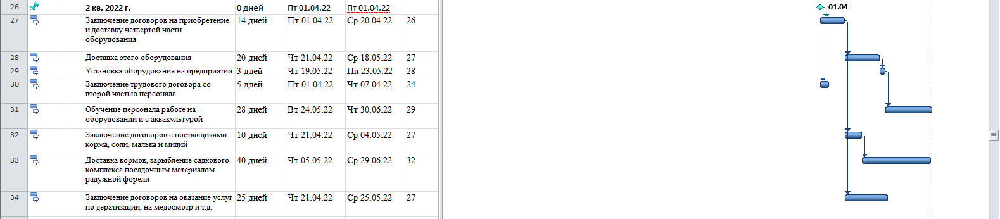 26 2 кв. 2022 г. 0 дней Пт 01.04.22 Пт 01.04.22 01.04
27 Заключение договоров на приобретение 14 дней Пт 01.04.22 Ср 20.04.22 26
и доставку четвертой части
оборудования
28 Доставка этого оборудования 20 дней Чт 21.04.22 Ср 18.05.22 27
29 Установка оборудования на предприятии 3 дней Чт 19.05.22 Пн 23.05.22 28
30 Заключение трудового договора со 5 дней Пт 01.04.22 Чт 07.04.22 24
второй частью персонала
31 Обучение персонала работе на 28 дней Вт 24.05.22 Чт 30.06.22 29
оборудовании и с аквакультурой
32 Заключение договоров с поставщиками 10 дней Чт 21.04.22 Ср 04.05.22 27
корма, соли, малька и мидий
33 Доставка кормов, зарыбление садкового 40 дней Чт 05.05.22 Ср 29.06.22 32
комплекса посадочным материалом
радужной форели
34 Заключение договоров на оказание услуг 25 дней Чт 21.04.22 Ср 25.05.22 27
по дератизации, на медосмотр и т.д.